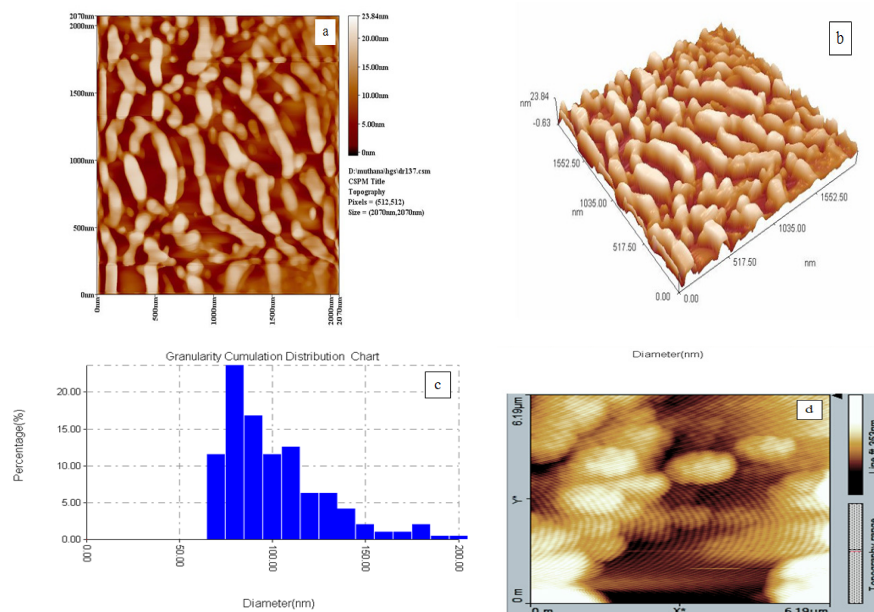 a
2070nm
2000nm
1500nm
1000nm
500nm
0nm
0nm
500nm
1000nm
1500nm
2000nm
2070nm
23.84nm
20.00nm
15.00nm
10.00nm
5.00nm
0nm
D:\muthana\hgs\dr137.csm
CSPM Title
Topography
Pixels = (512,512)
Size = (2070nm,2070nm)
b
23.84
nm
-0.63
1552.50
1035.00
nm
517.50
0.00
0.00
517.50
1035.00
1552.50
nm
Granularity Cumulation Distribution Chart
c
Percentage(%)
20.00
15.00
10.00
5.00
0.00
0.00
50.00
100.00
150.00
200.00
Diameter(nm)
Diameter(nm)
d
6.19µm
Y*
0 m
0 m
X*
6.19µm
Topography range